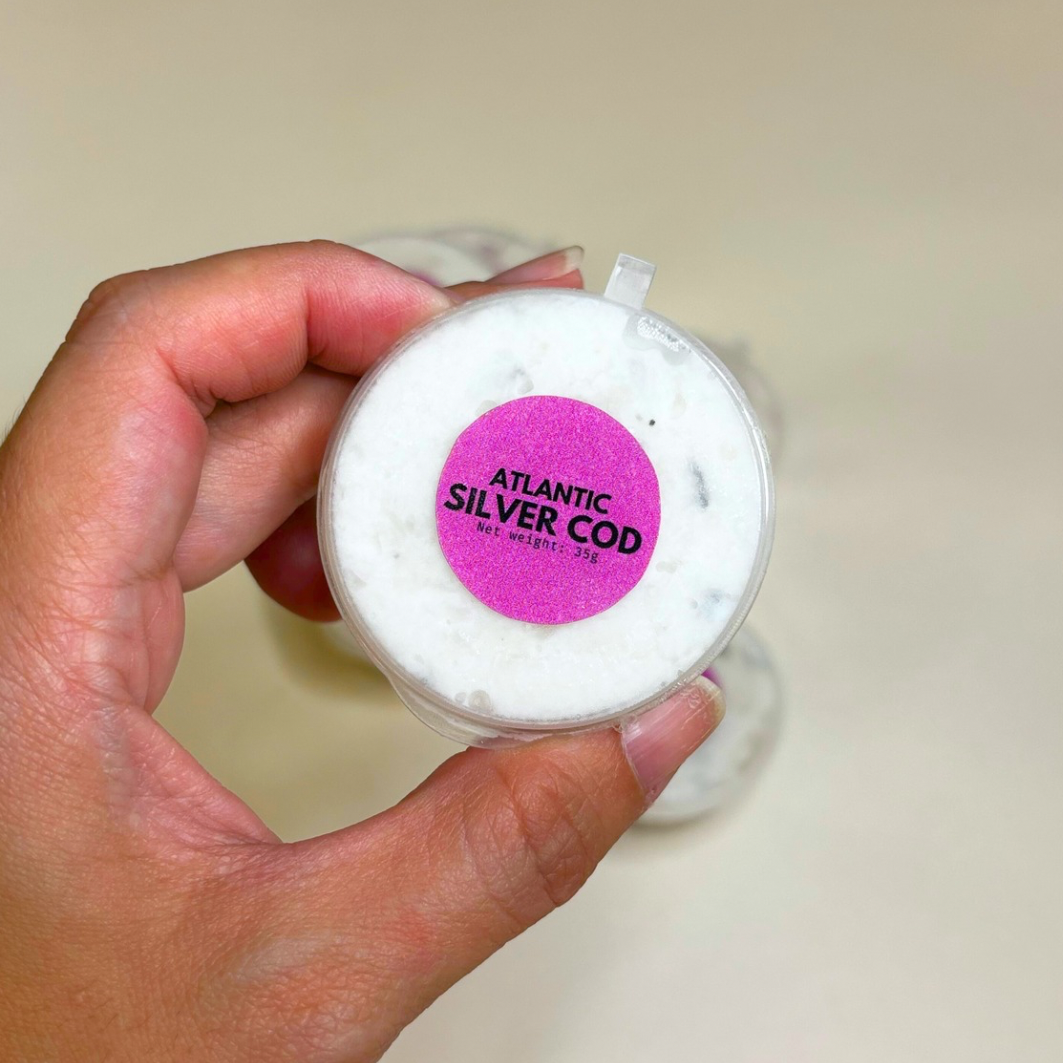 ATLANTIC
SILVER COD
Net weight: 35g